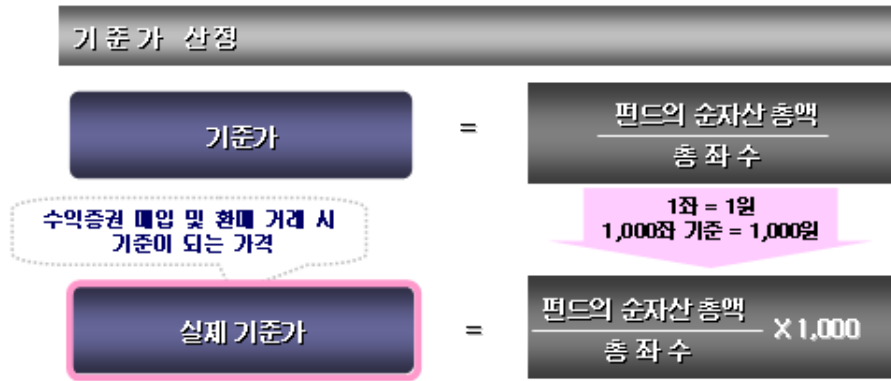 기준가 산정
기준가
=
펀드의 순자산 총액
총 좌 수
수익증권 매입 및 환매 거래 시
기준이 되는 가격
1좌 = 1원
1,000좌 기준 = 1,000원
실제 기준가
=
펀드의 순자산 총액
총 좌 수
X 1,000